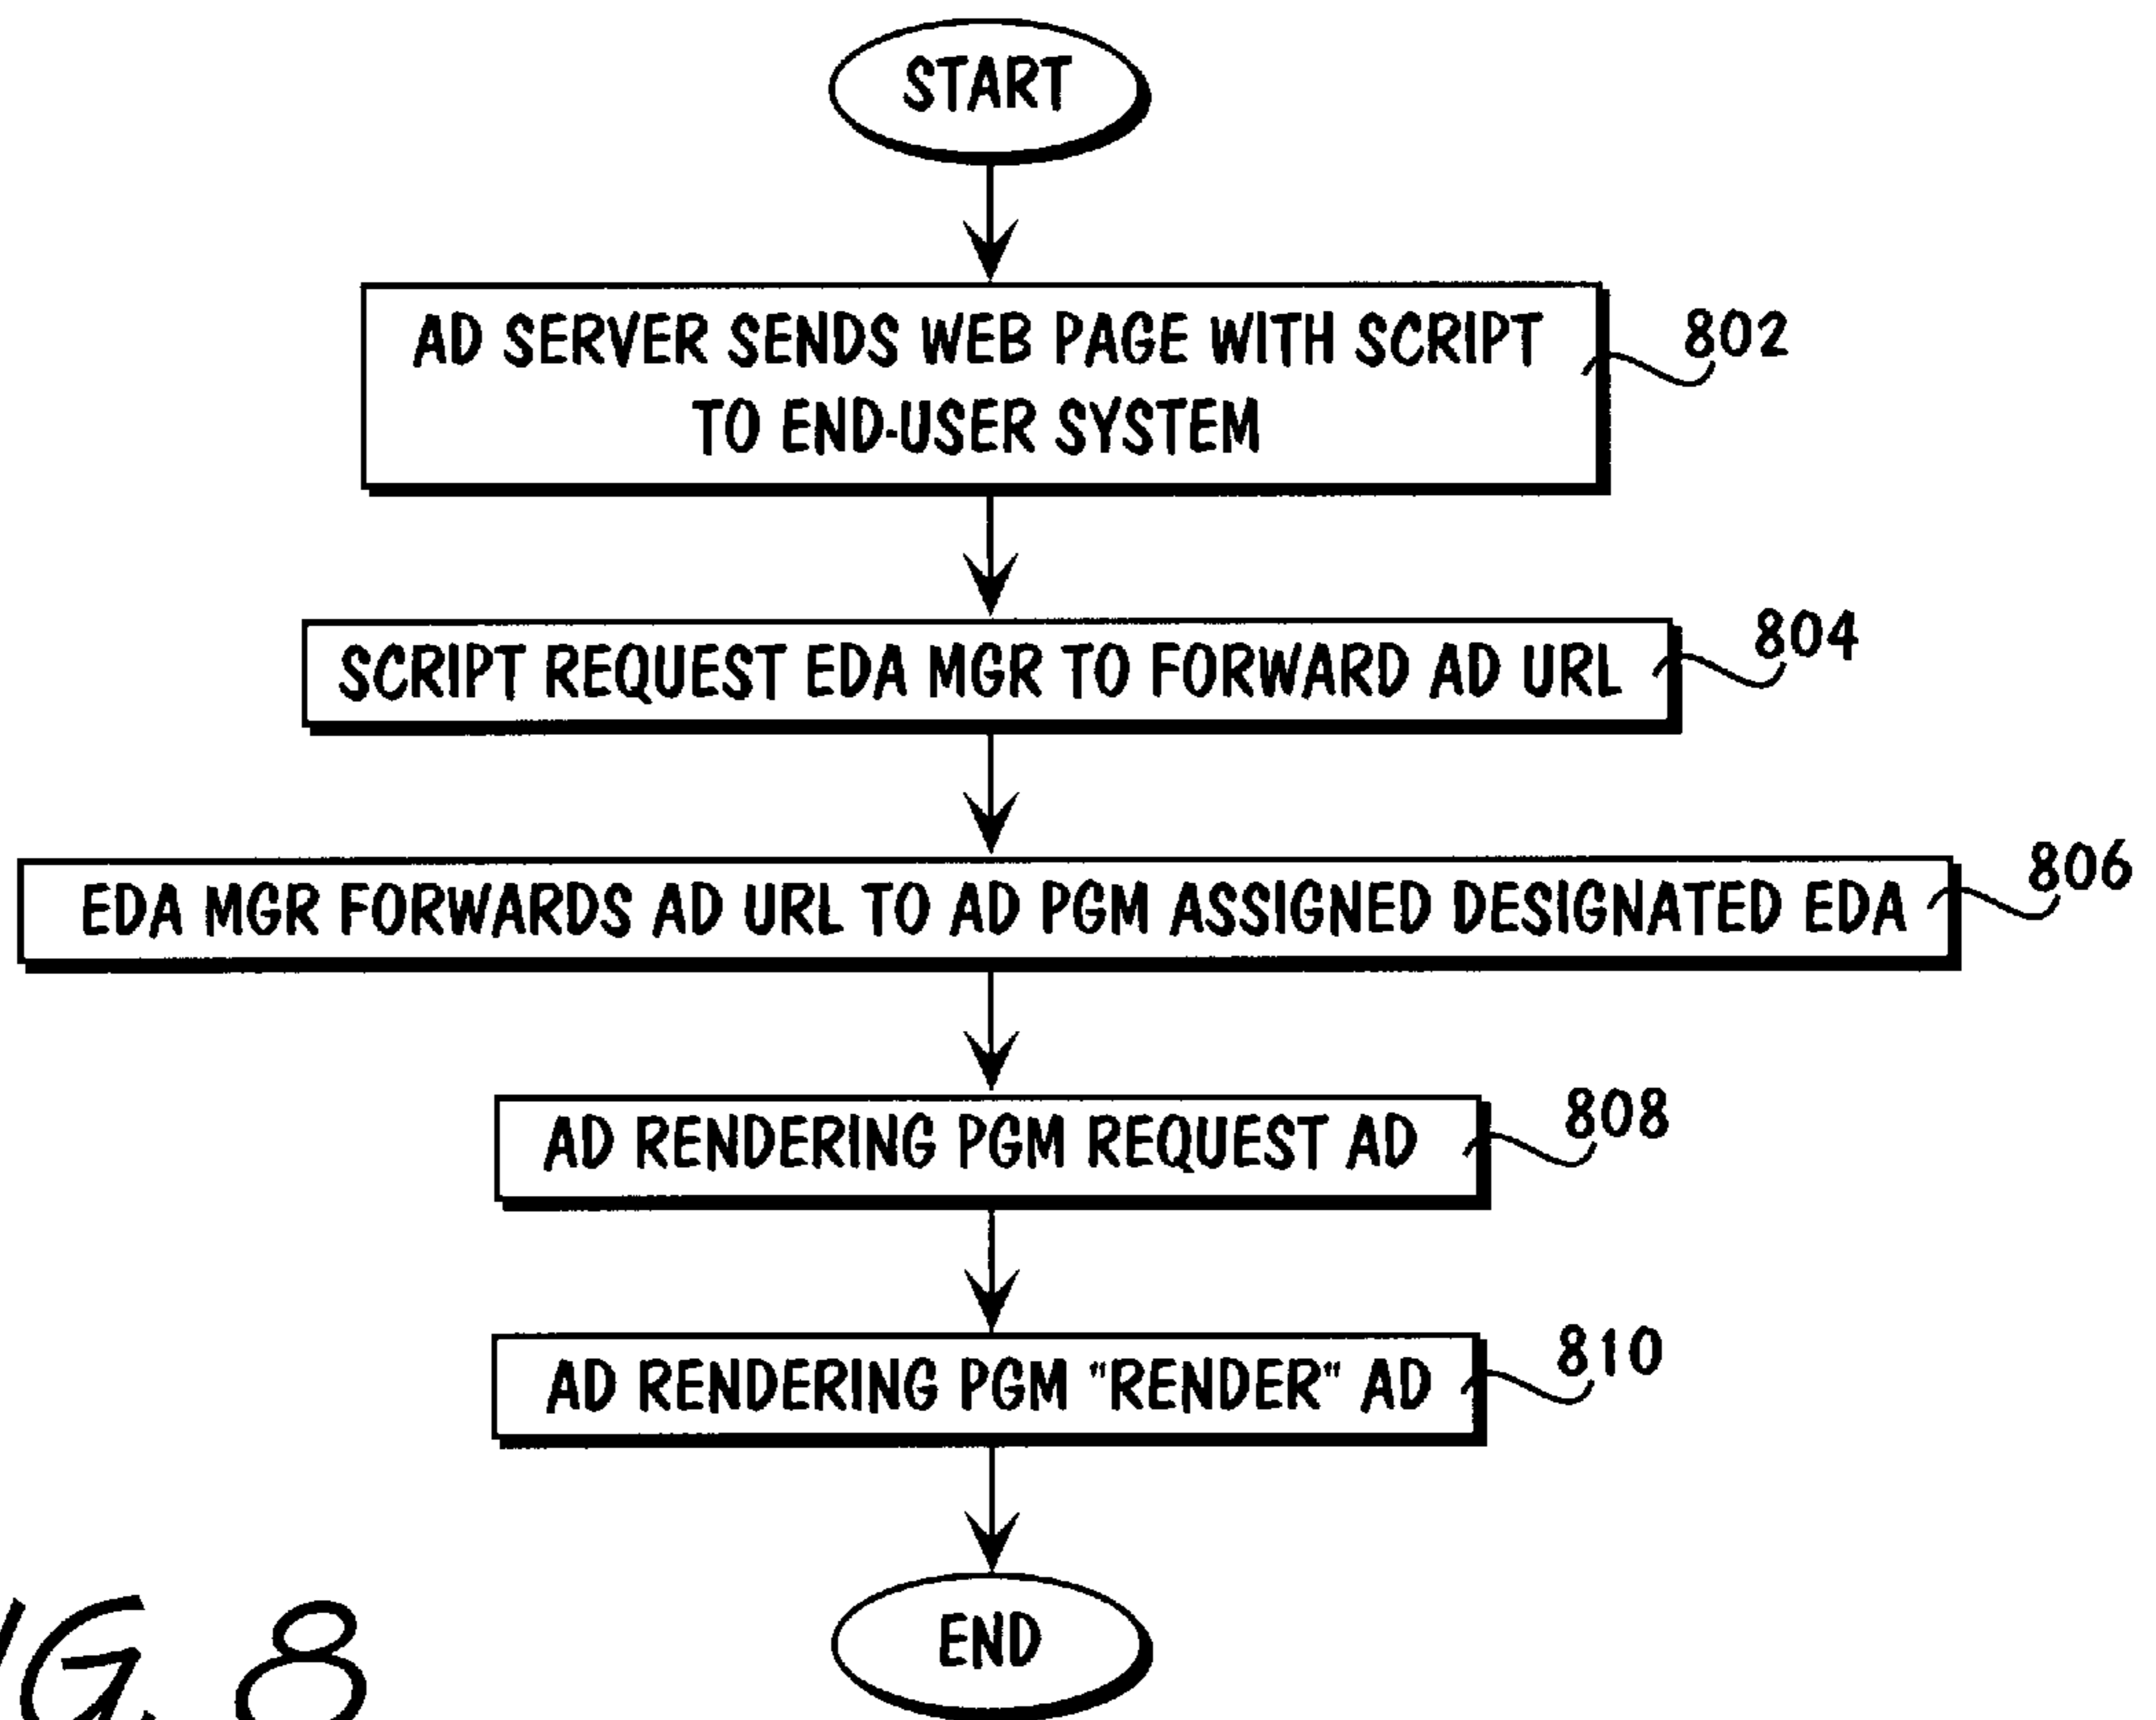 START
AD SERVER SENDS WEB PAGE WITH SCRIPT
TO END-USER SYSTEM
802
SCRIPT REQUEST EDA MGR TO FORWARD AD URL
804
EDA MGR FORWARDS AD URL TO AD PGM ASSIGNED DESIGNATED EDA
806
AD RENDERING PGM REQUEST AD
808
AD RENDERING PGM "RENDER" AD
810
END
8